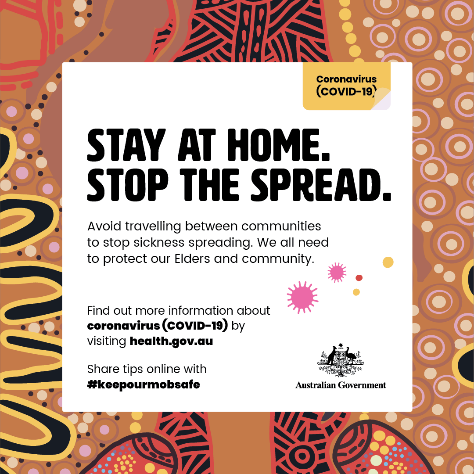 Coronavirus
(COVID-19)
STAY AT HOME.
STOP THE SPREAD.
Avoid travelling between communities
to stop sickness spreading. We all need
to protect our Elders and community.
Find out more information about
coronavirus (COVID-19) by
visiting health.gov.au
Share tips online with
#keepourmobsafe
Australian Government